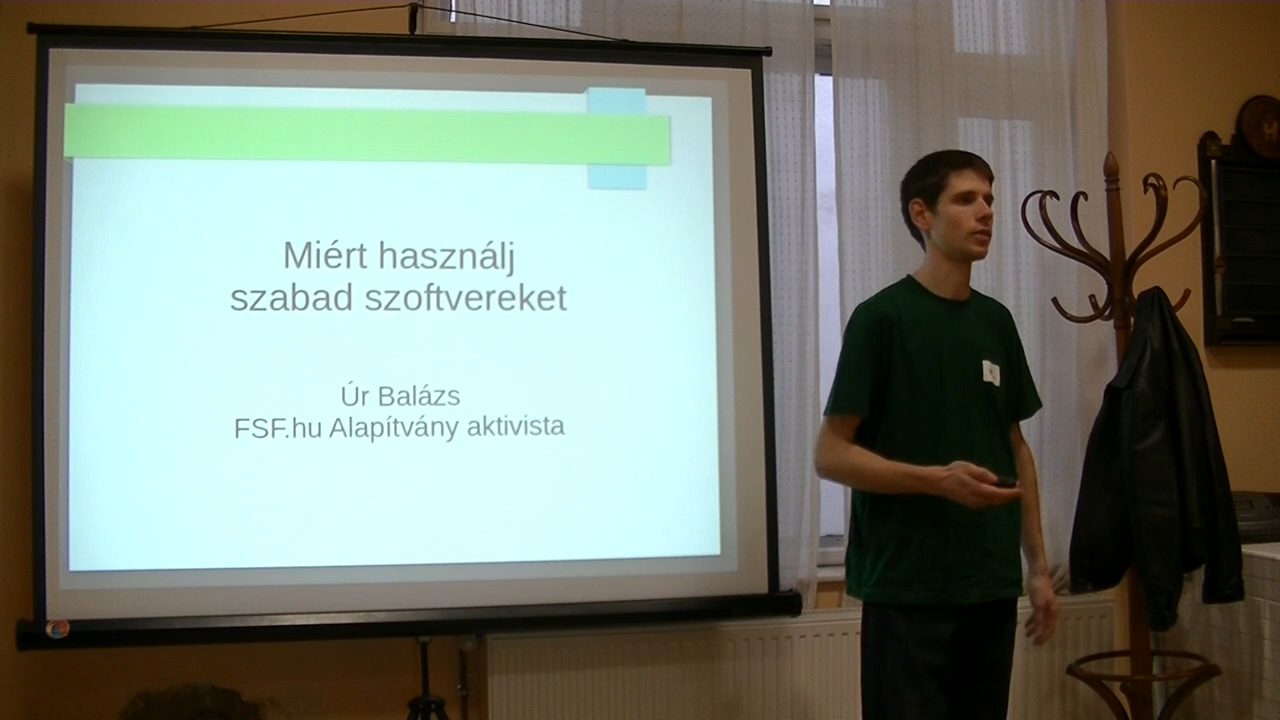 Miért használj
szabad szoftvereket
Úr Balázs
FSF.hu Alapítvány aktivista